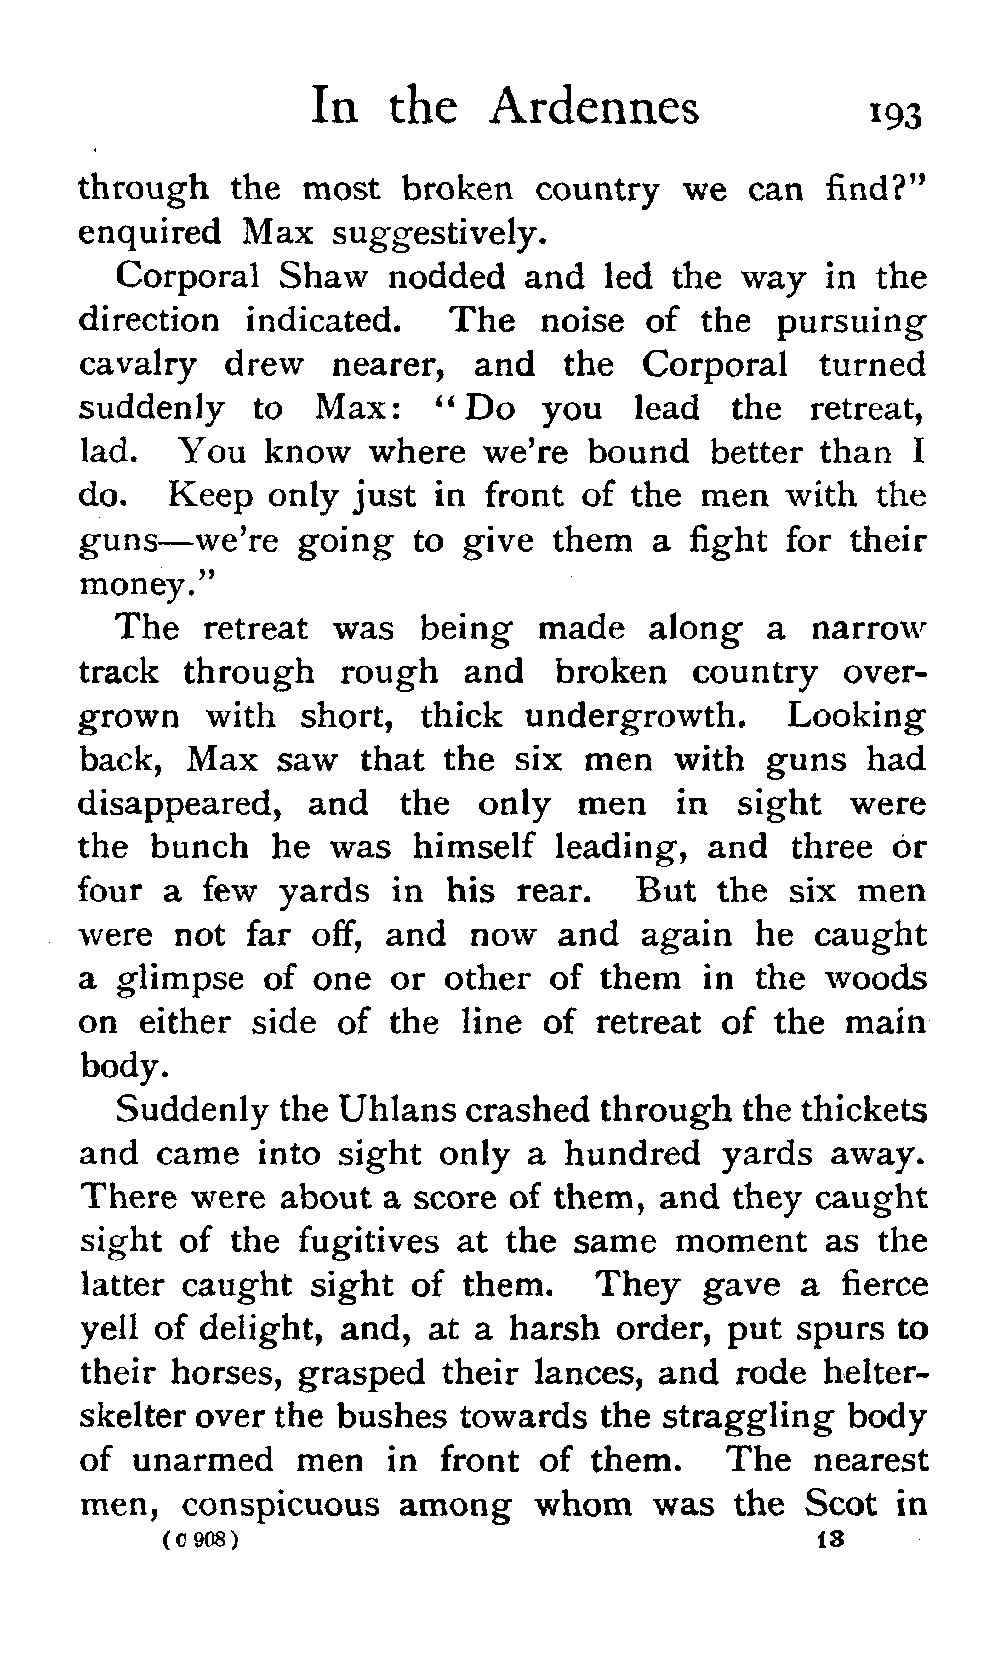 In the Ardennes 193
through the most broken country we can find?"
enquired Max suggestively.
Corporal Shaw nodded and led the way in the
direction indicated. The noise of the pursuing
cavalry drew nearer, and the Corporal turned
suddenly to Max: "Do you lead the retreat,
lad. You know where we're bound better than I
do. Keep only just in front of the men with the
guns—we're going to give them a fight for their
money."
The retreat was being made along a narrow
track through rough and broken country over-
grown with short, thick undergrowth. Looking
back, Max saw that the six men with guns had
disappeared, and the only men in sight were
the bunch he was himself leading, and three or
four a few yards in his rear. But the six men
were not far off, and now and again he caught
a glimpse of one or other of them in the woods
on either side of the line of retreat of the main
body.
Suddenly the Uhlans crashed through the thickets
and came into sight only a hundred yards away.
There were about a score of them, and they caught
sight of the fugitives at the same moment as the
latter caught sight of them. They gave a fierce
yell of delight, and, at a harsh order, put spurs to
their horses, grasped their lances, and rode helter-
skelter over the bushes towards the straggling body
of unarmed men in front of them. The nearest
men, conspicuous among whom was the Scot in
(C 908) 13